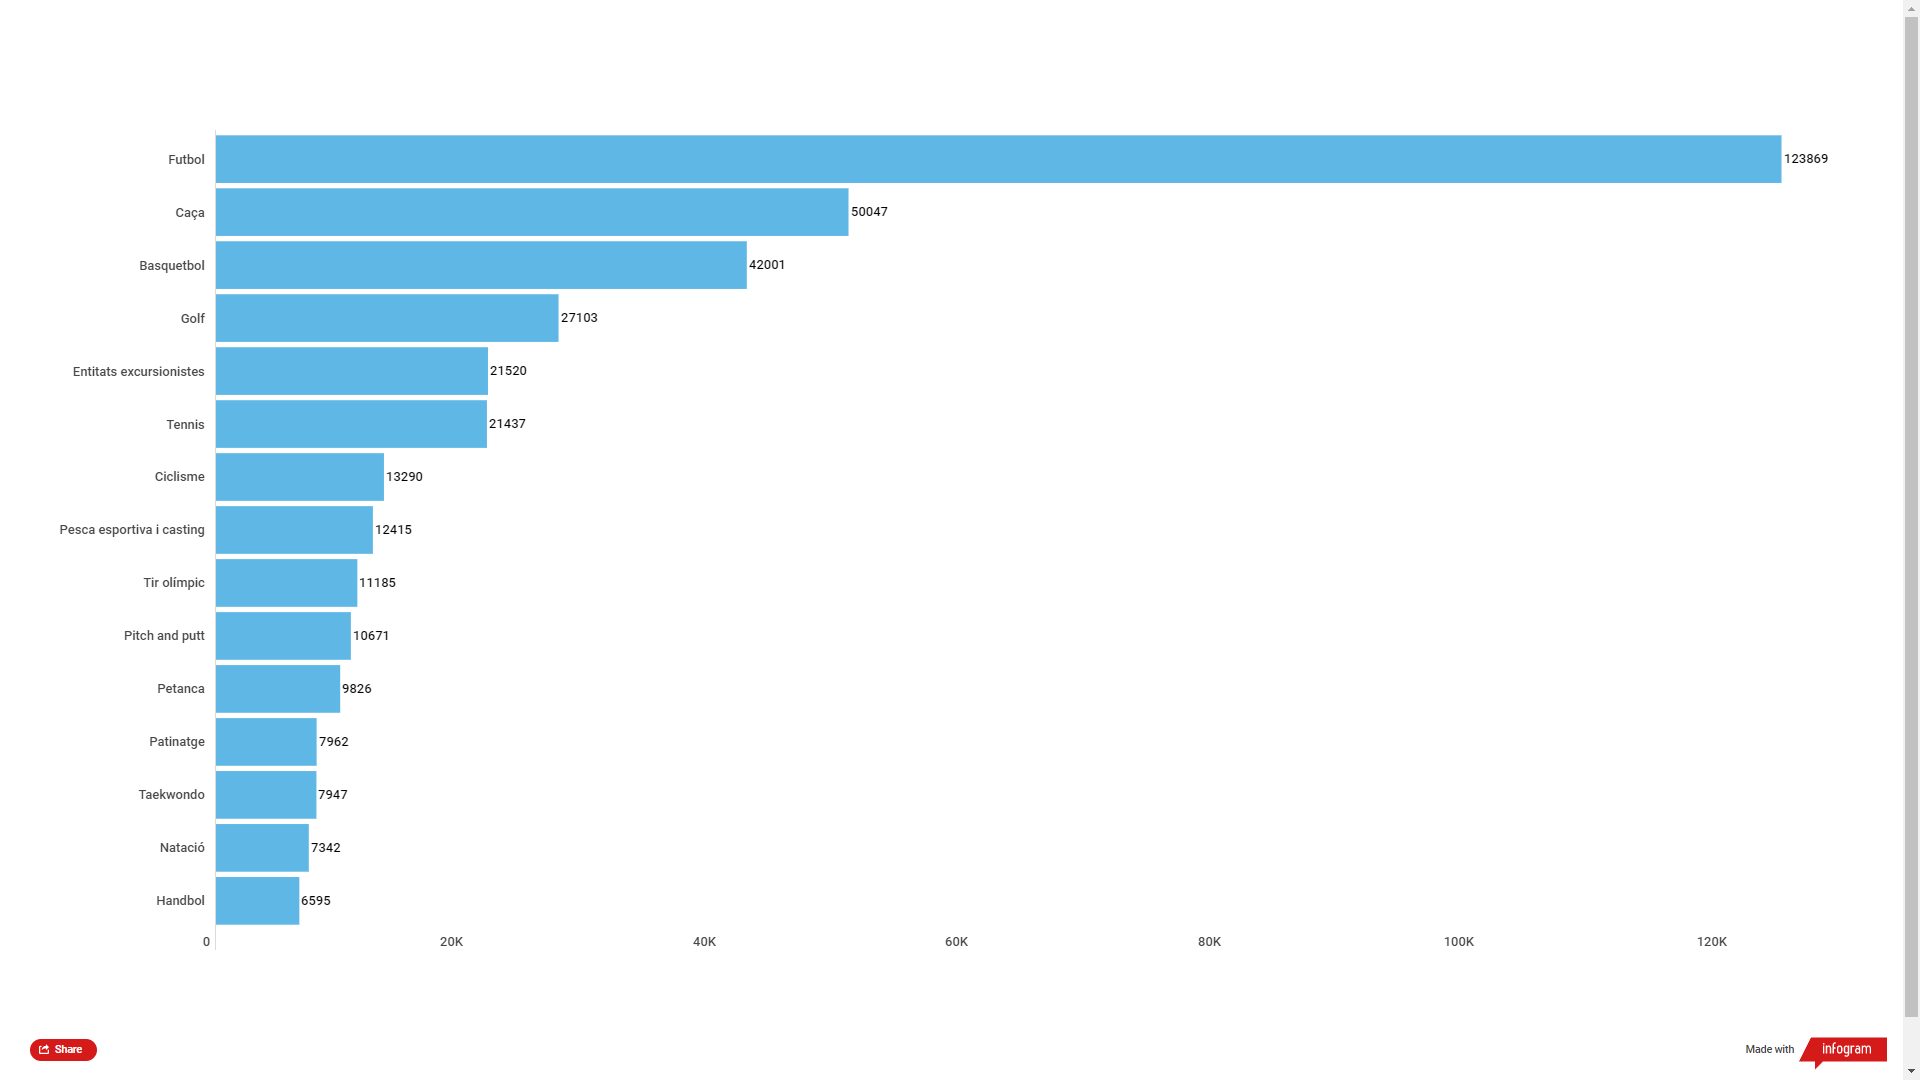 Futbol 123869
Caça 50047
Basquetbol 42001
Golf 27103
Entitats excursionistes 21520
Tennis 21437
Ciclisme 13290
Pesca esportiva i casting 12415
Tir olímpic 11185
Pitch and putt 10671
Petanca 9826
Patinatge 7962
Taekwondo 7947
Natació 7342
Handbol 6595
0 20K 40K 60K 80K 100K 120K
Share
Made with infogram